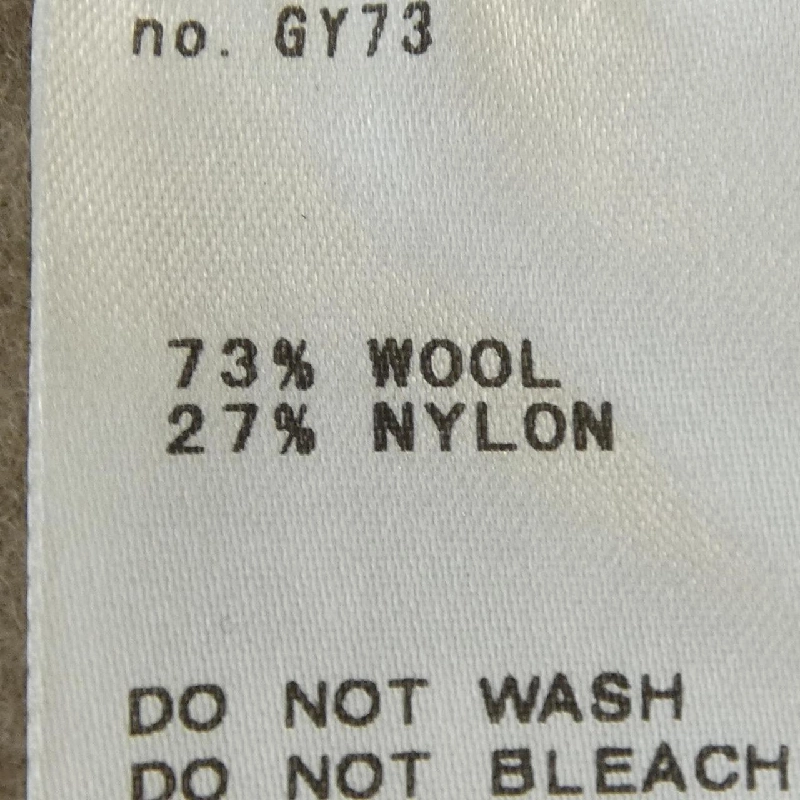 no. GY73
73% WOOL
27% NYLON
DO NOT WASH
DO NOT BLEACH